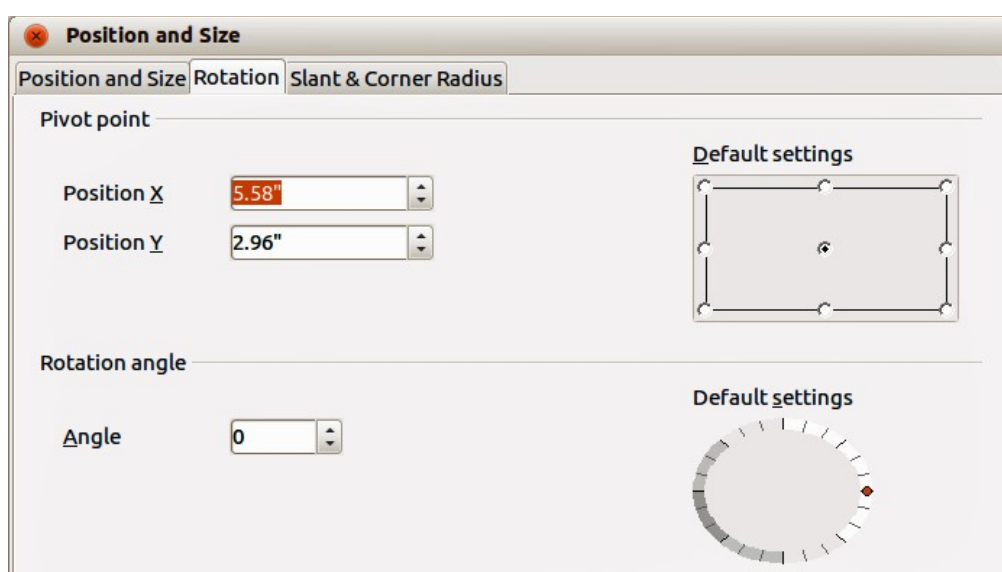 Position and Size
Position and Size Rotation Slant & Corner Radius
Pivot point
Default settings
Position X 5.58"
Position Y 2.96"
Rotation angle
Default settings
Angle 0